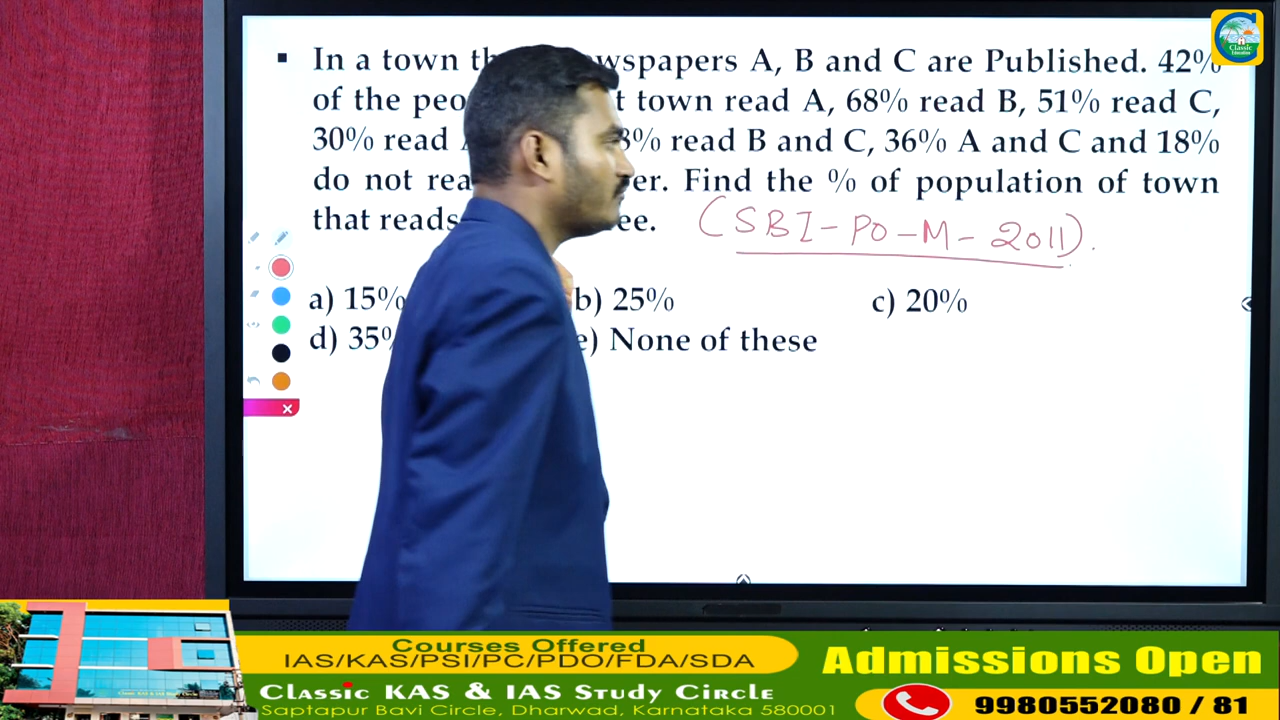 In a town th wspapers A, B and C are Published. 42%
of the peo t town read A, 68% read B, 51% read C,
30% read 8% read B and C, 36% A and C and 18%
do not rea er. Find the % of population of town
that reads ee. (SBI-PO-M-2011).
a) 15% b) 25% c) 20%
d) 35% e) None of these
Classic
Education
Courses Offered
IAS/KAS/PSI/PC/PDO/FDA/SDA
Admissions Open
Classic KAS & IAS Study Circle
Saptapur Bavi Circle, Dharwad, Karnataka 580001
9980552080 / 81